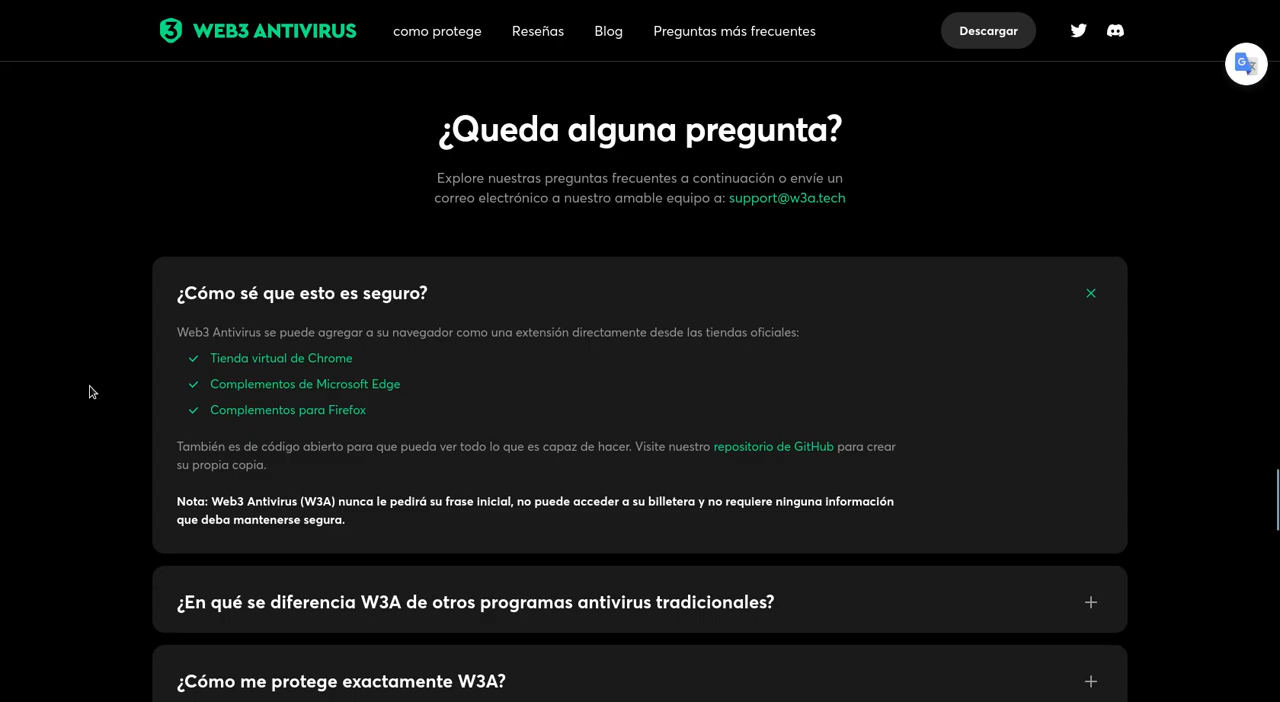 WEB3 ANTIVIRUS
como protege
Reseñas
Blog
Preguntas más frecuentes
Descargar
¿Queda alguna pregunta?
Explore nuestras preguntas frecuentes a continuación o envíe un
correo electrónico a nuestro amable equipo a: support@w3a.tech
¿Cómo sé que esto es seguro?
Web3 Antivirus se puede agregar a su navegador como una extensión directamente desde las tiendas oficiales:
Tienda virtual de Chrome
Complementos de Microsoft Edge
Complementos para Firefox
También es de código abierto para que pueda ver todo lo que es capaz de hacer. Visite nuestro repositorio de GitHub para crear
su propia copia.
Nota: Web3 Antivirus (W3A) nunca le pedirá su frase inicial, no puede acceder a su billetera y no requiere ninguna información
que deba mantenerse segura.
¿En qué se diferencia W3A de otros programas antivirus tradicionales?
¿Cómo me protege exactamente W3A?